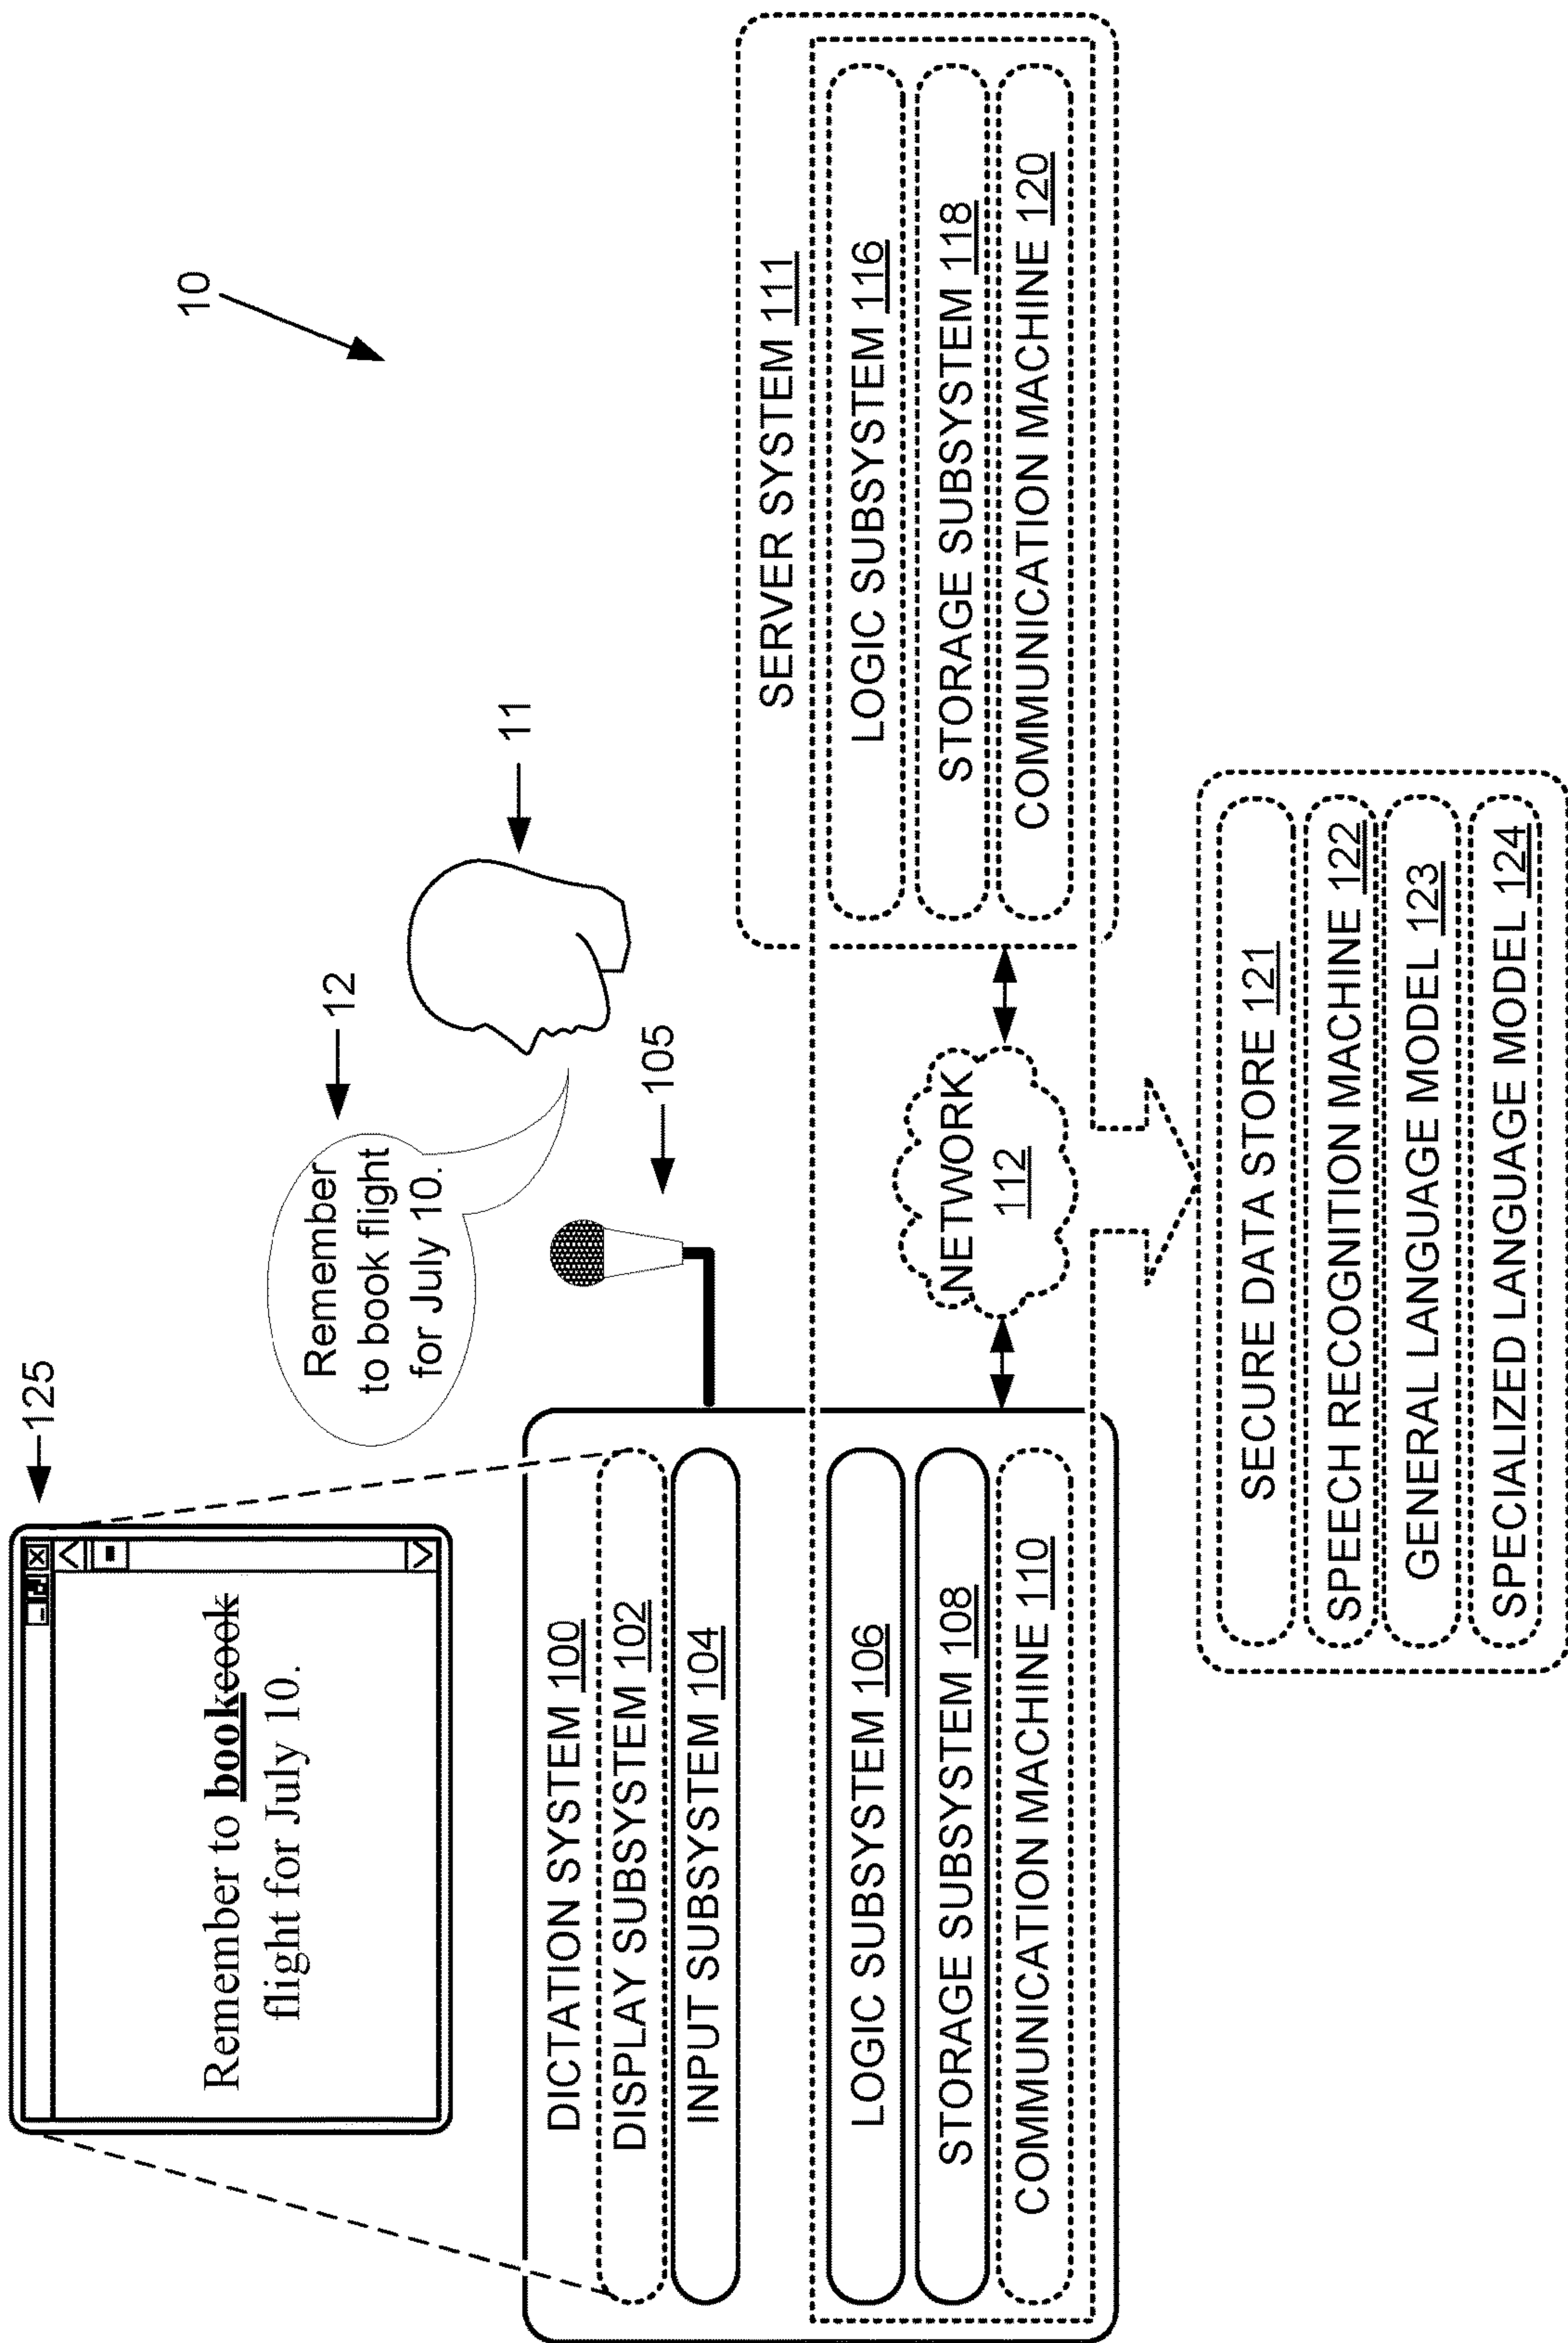 10
125
Remember to bookcook
flight for July 10.
12
Remember
to book flight
for July 10.
11
105
DICTATION SYSTEM 100
DISPLAY SUBSYSTEM 102
INPUT SUBSYSTEM 104
LOGIC SUBSYSTEM 106
STORAGE SUBSYSTEM 108
COMMUNICATION MACHINE 110
NETWORK
112
SERVER SYSTEM 111
LOGIC SUBSYSTEM 116
STORAGE SUBSYSTEM 118
COMMUNICATION MACHINE 120
SECURE DATA STORE 121
SPEECH RECOGNITION MACHINE 122
GENERAL LANGUAGE MODEL 123
SPECIALIZED LANGUAGE MODEL 124